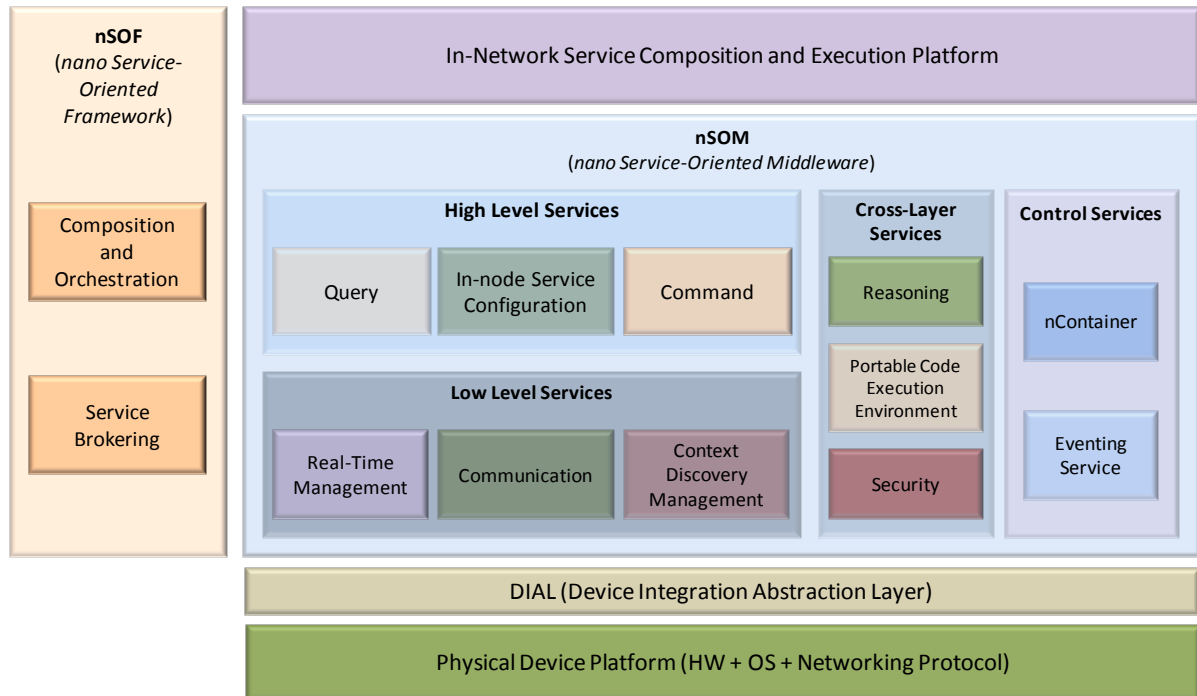 nSOF
(nano Service-
Oriented
Framework)
Composition
and
Orchestration
Service
Brokering
In-Network Service Composition and Execution Platform
nSOM
(nano Service-Oriented Middleware)
High Level Services
Query
In-node Service
Configuration
Command
Low Level Services
Real-Time
Management
Communication
Context
Discovery
Management
Cross-Layer
Services
Reasoning
Portable Code
Execution
Environment
Security
Control Services
nContainer
Eventing
Service
DIAL (Device Integration Abstraction Layer)
Physical Device Platform (HW + OS + Networking Protocol)